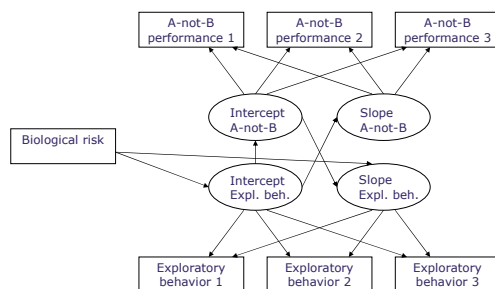 A-not-B
performance 1
A-not-B
performance 2
A-not-B
performance 3
Intercept
A-not-B
Slope
A-not-B
Biological risk
Intercept
Expl. beh.
Slope
Expl. beh.
Exploratory
behavior 1
Exploratory
behavior 2
Exploratory
behavior 3